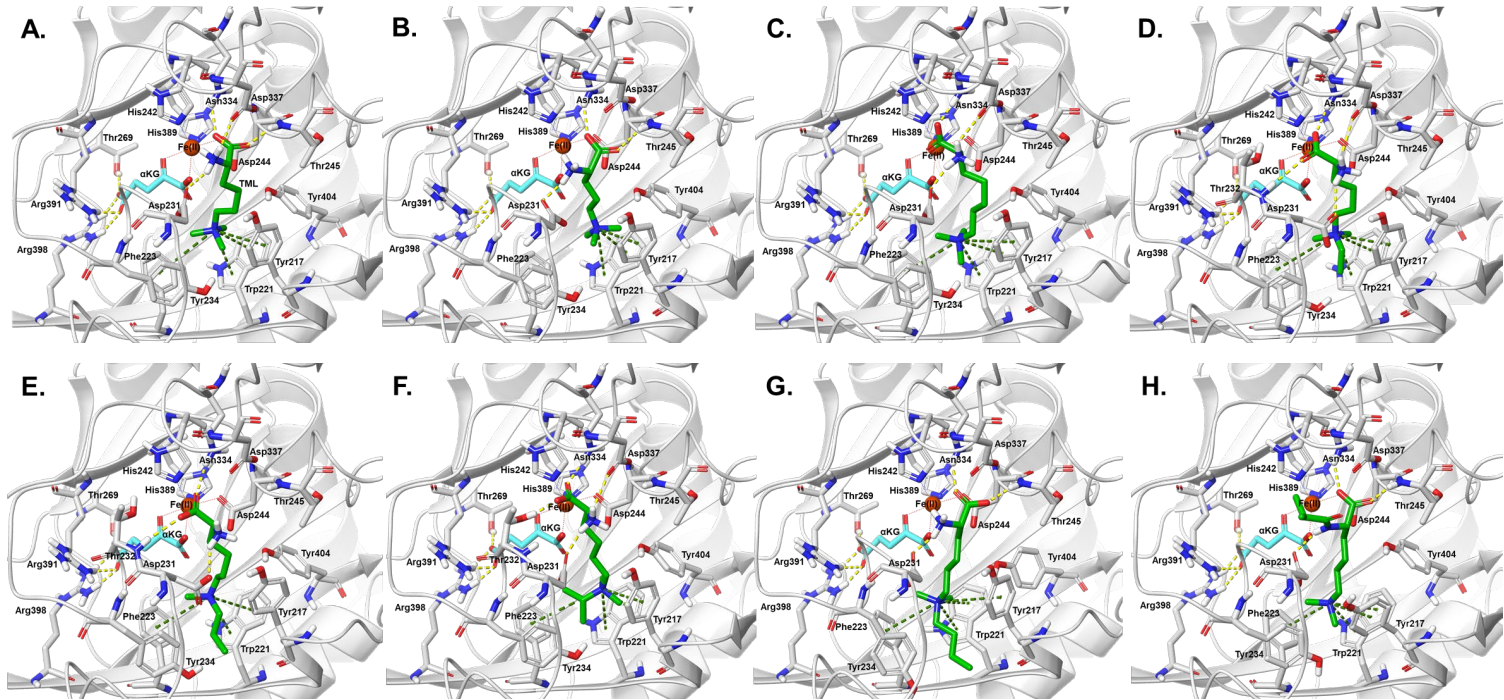 A.
Asn334
Asp337
His242
His389
Thr269
Fe(II)
Asp244
Thr245
αKG
TML
Tyr404
Arg391
Asp231
Arg398
Phe223
Tyr217
Trp221
Tyr234
B.
Asn334
Asp337
His242
His389
Thr269
Fe(II)
Asp244
Thr245
αKG
Tyr404
Arg391
Asp231
Arg398
Phe223
Tyr217
Trp221
Tyr234
C.
Asn334
Asp337
His242
His389
Thr269
Fe(II)
Asp244
Thr245
αKG
Tyr404
Arg391
Asp231
Arg398
Phe223
Tyr217
Trp221
Tyr234
D.
Asn334
Asp337
His242
His389
Thr269
Fe(II)
Asp244
Thr245
αKG
Thr232
Tyr404
Arg391
Asp231
Arg398
Phe223
Tyr217
Trp221
Tyr234
E.
Asn334
Asp337
His242
His389
Thr269
Fe(II)
Asp244
Thr245
αKG
Thr232
Tyr404
Arg391
Asp231
Arg398
Phe223
Tyr217
Trp221
Tyr234
F.
Asn334
Asp337
His242
His389
Thr269
Fe(II)
Asp244
Thr245
αKG
Thr232
Tyr404
Arg391
Asp231
Arg398
Phe223
Tyr217
Trp221
Tyr234
G.
Asn334
Asp337
His242
His389
Thr269
Fe(II)
Asp244
Thr245
αKG
Tyr404
Arg391
Asp231
Arg398
Phe223
Tyr217
Trp221
Tyr234
H.
Asn334
Asp337
His242
His389
Thr269
Fe(II)
Asp244
Thr245
αKG
Tyr404
Arg391
Asp231
Arg398
Phe223
Tyr217
Trp221
Tyr234